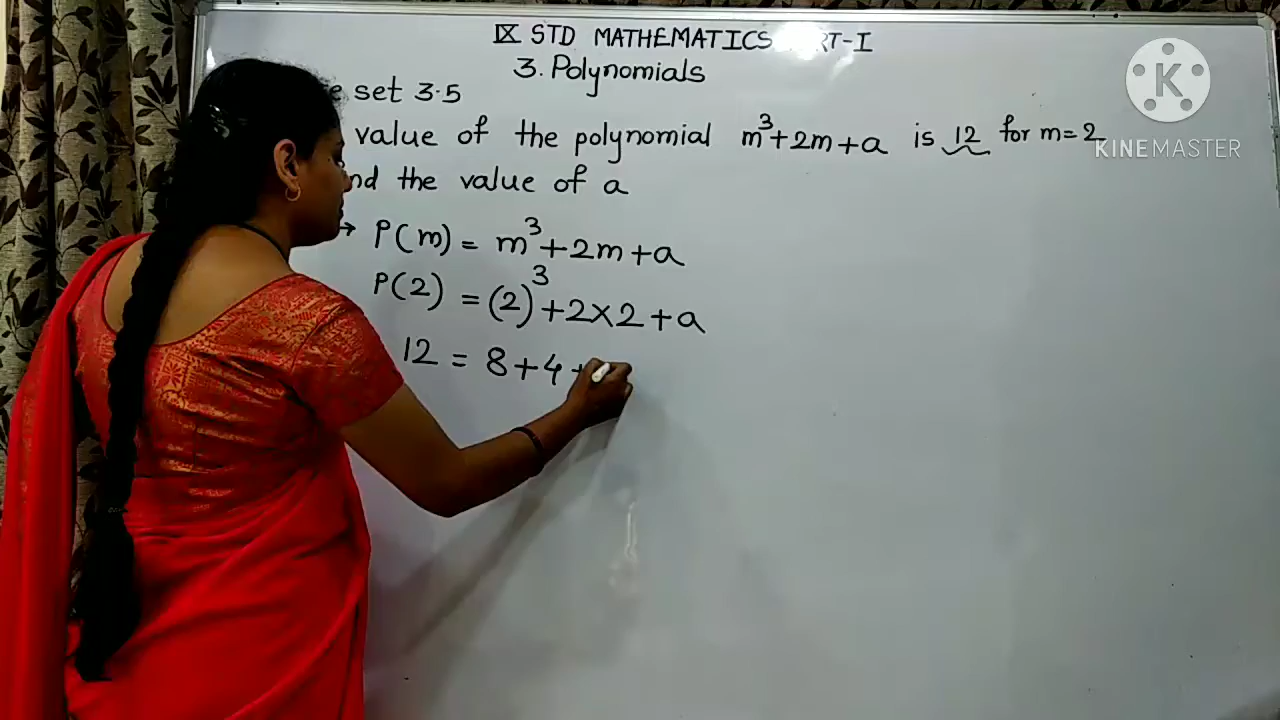 IX STD MATHEMATICS RT-I
3. Polynomials
set 3.5
value of the polynomial m³+2m+a is 12 for m=2
the value of a
→ P(m) = m³+2m+a
P(2) = (2)³+2×2+a
12 = 8+4+
K
KINEMASTER